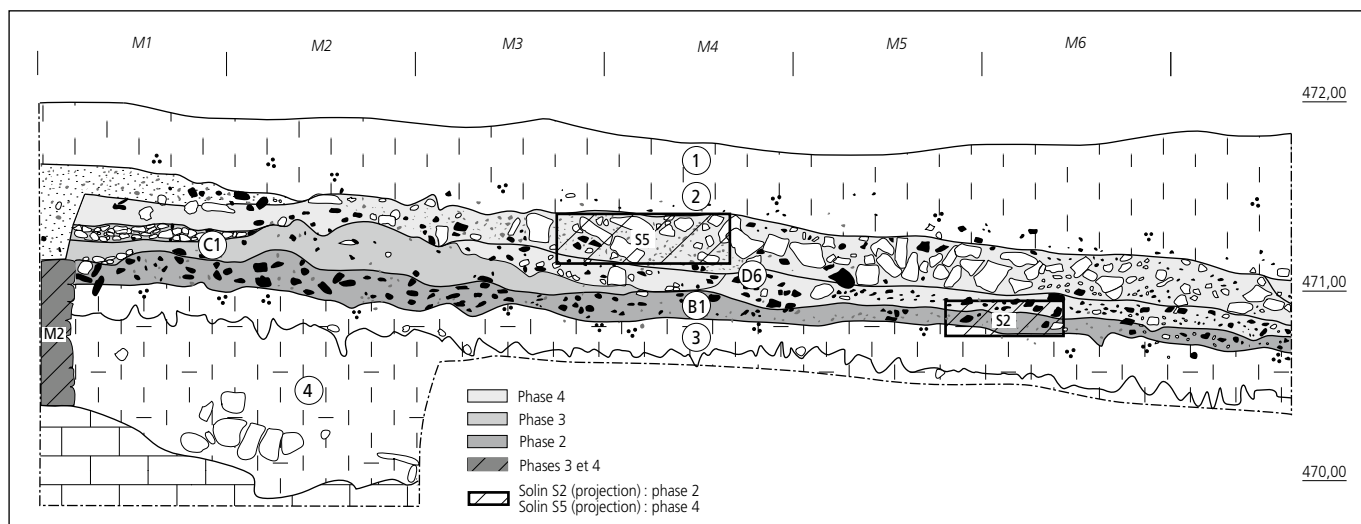 M1 M2 M3 M4 M5 M6
472,00
1
2
C1
S5
D6
471,00
B1
S2
M2
3
4
Phase 4
Phase 3
Phase 2
Phases 3 et 4
470,00
Solin S2 (projection) : phase 2
Solin S5 (projection) : phase 4